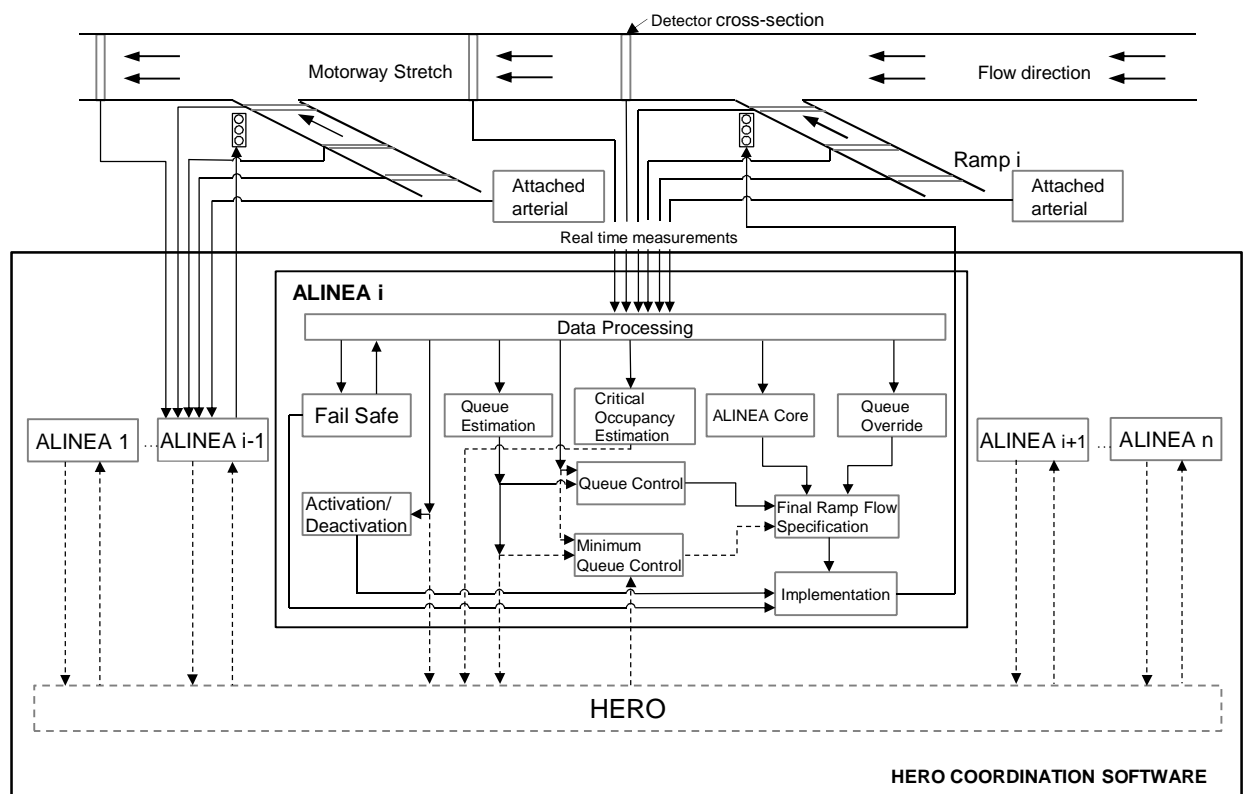 Detector cross-section
Motorway Stretch
Flow direction
Ramp i
Attached
arterial
Attached
arterial
Real time measurements
ALINEA i
Data Processing
Fail Safe
Queue
Estimation
Critical
Occupancy
Estimation
ALINEA Core
Queue
Override
ALINEA 1
...
ALINEA i-1
ALINEA i+1
...
ALINEA n
Queue Control
Activation/
Deactivation
Final Ramp Flow
Specification
Minimum
Queue Control
Implementation
HERO
HERO COORDINATION SOFTWARE